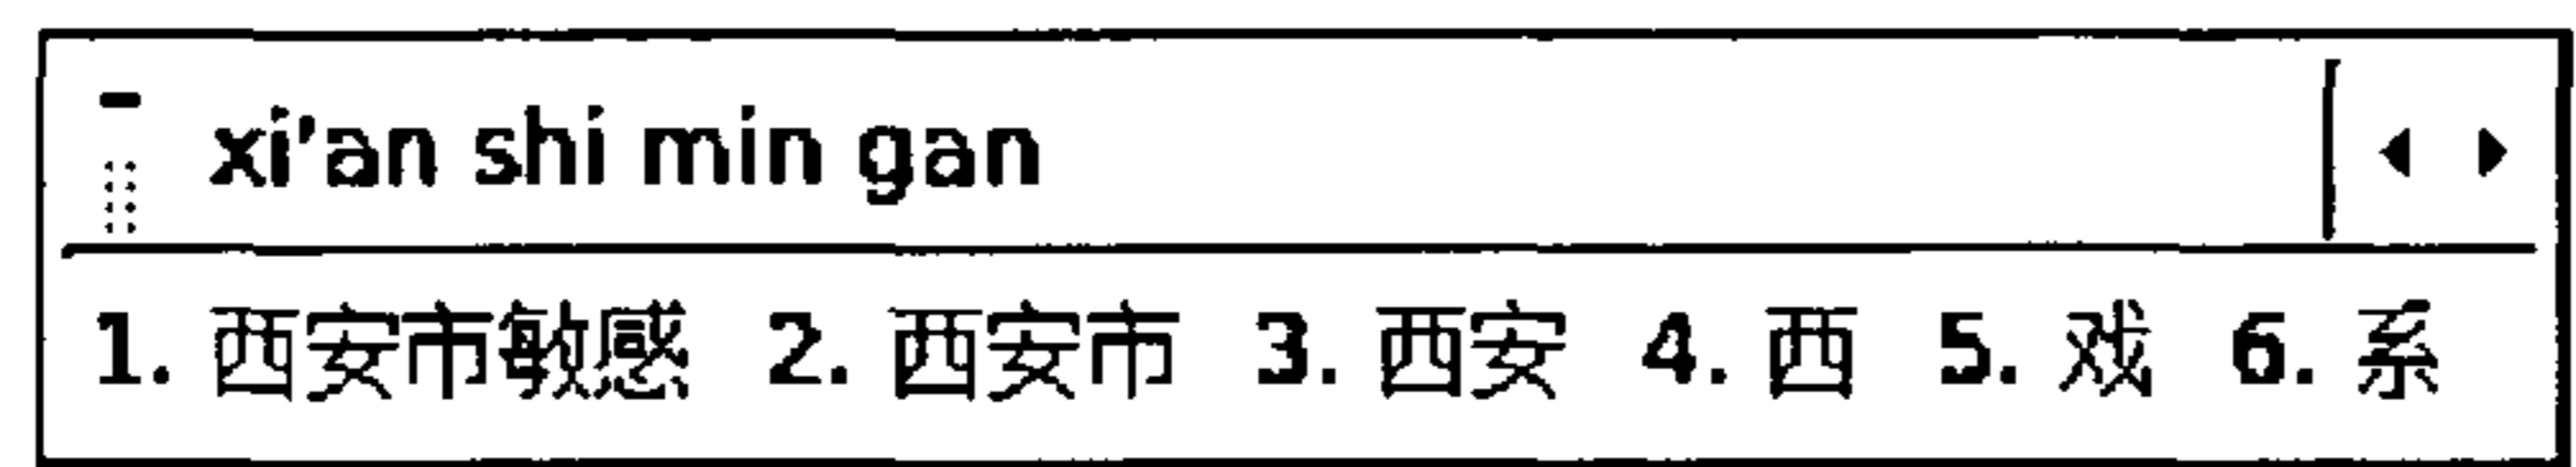 xi'an shi min gan
1. 西安市敏感 2. 西安市 3. 西安 4. 西 5. 戏 6. 系